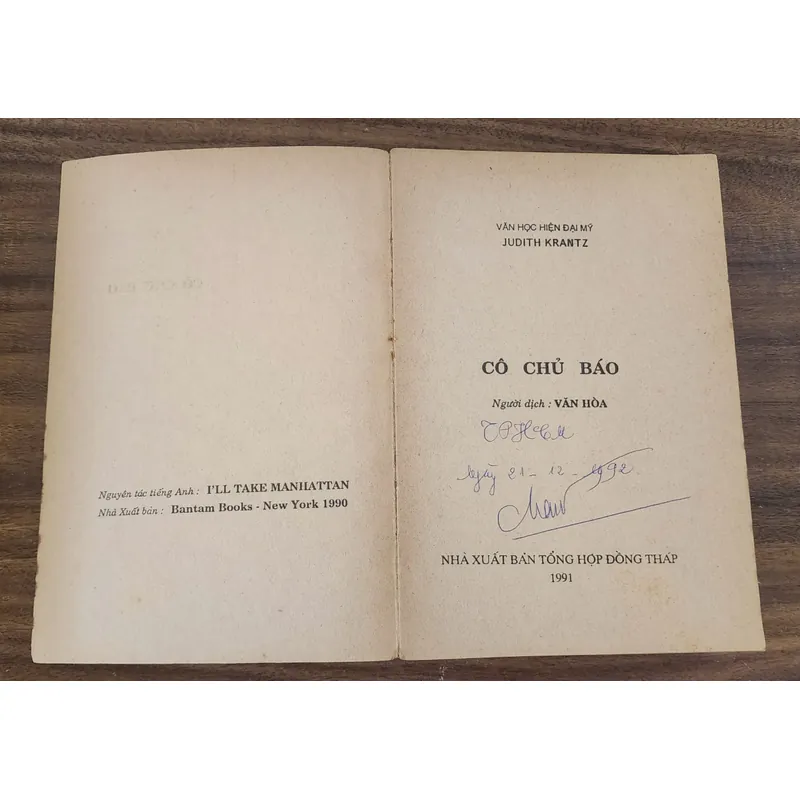 Nguyên tác tiếng Anh : I'LL TAKE MANHATTAN
Nhà Xuất bản : Bantam Books - New York 1990
VĂN HỌC HIỆN ĐẠI MỸ
JUDITH KRANTZ
CÔ CHỦ BÁO
Người dịch : VĂN HÒA
TPHCM
ngày 21 - 12 - 1992
NHÀ XUẤT BẢN TỔNG HỢP ĐỒNG THÁP
1991